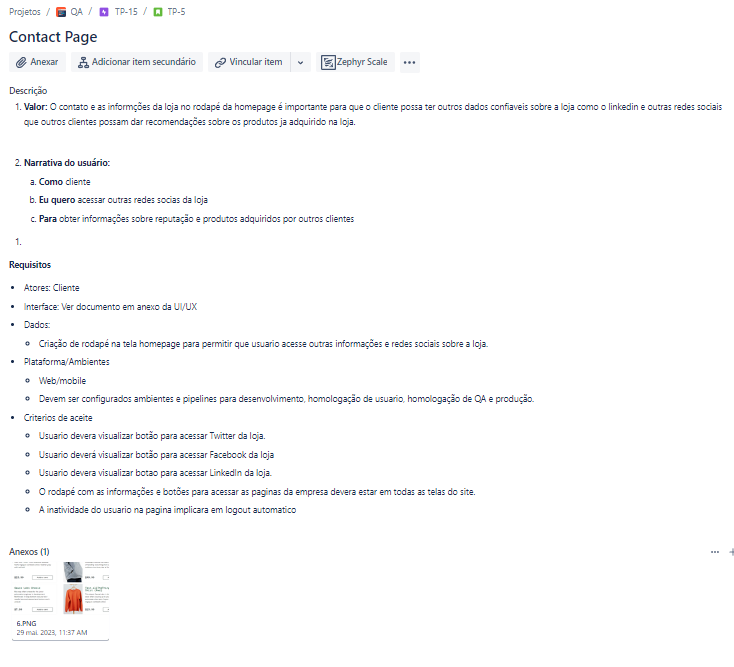 Projetos / QA / TP-15 / TP-5
Contact Page
Anexar Adicionar item secundário Vincular item Zephyr Scale
Descrição
1. Valor: O contato e as informções da loja no rodapé da homepage é importante para que o cliente possa ter outros dados confiaveis sobre a loja como o linkedin e outras redes sociais
que outros clientes possam dar recomendações sobre os produtos ja adquirido na loja.
2. Narrativa do usuário:
a. Como cliente
b. Eu quero acessar outras redes socias da loja
c. Para obter informações sobre reputação e produtos adquiridos por outros clientes
1.
Requisitos
• Atores: Cliente
• Interface: Ver documento em anexo da UI/UX
• Dados:
Criação de rodapé na tela homepage para permitir que usuario acesse outras informações e redes sociais sobre a loja.
• Plataforma/Ambientes
Web/mobile
Devem ser configurados ambientes e pipelines para desenvolvimento, homologação de usuario, homologação de QA e produção.
• Criterios de aceite
Usuario devera visualizar botão para acessar Twitter da loja.
Usuario deverá visualizar botão para acessar Facebook da loja
Usuario devera visualizar botao para acessar LinkedIn da loja.
O rodapé com as informações e botões para acessar as paginas da empresa devera estar em todas as telas do site.
A inatividade do usuario na pagina implicara em logout automatico
Anexos (1)
6.PNG
29 mai. 2023, 11:37 AM